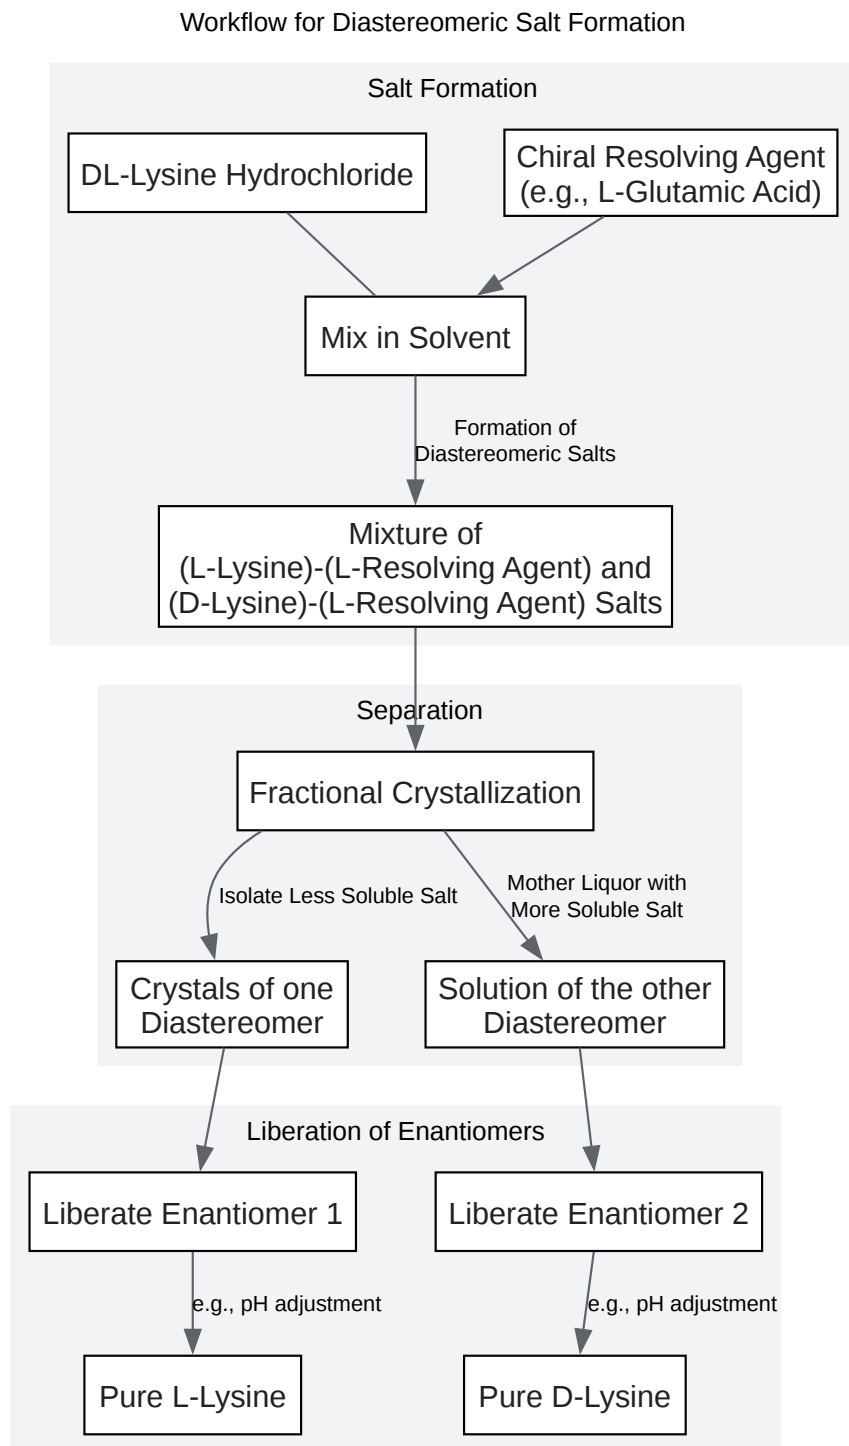 Workflow for Diastereomeric Salt Formation
Salt Formation
DL-Lysine Hydrochloride
Chiral Resolving Agent
(e.g., L-Glutamic Acid)
Mix in Solvent
Formation of
Diastereomeric Salts
Mixture of
(L-Lysine)-(L-Resolving Agent) and
(D-Lysine)-(L-Resolving Agent) Salts
Separation
Fractional Crystallization
Isolate Less Soluble Salt
Mother Liquor with
More Soluble Salt
Crystals of one
Diastereomer
Solution of the other
Diastereomer
Liberation of Enantiomers
Liberate Enantiomer 1
Liberate Enantiomer 2
e.g., pH adjustment
e.g., pH adjustment
Pure L-Lysine
Pure D-Lysine